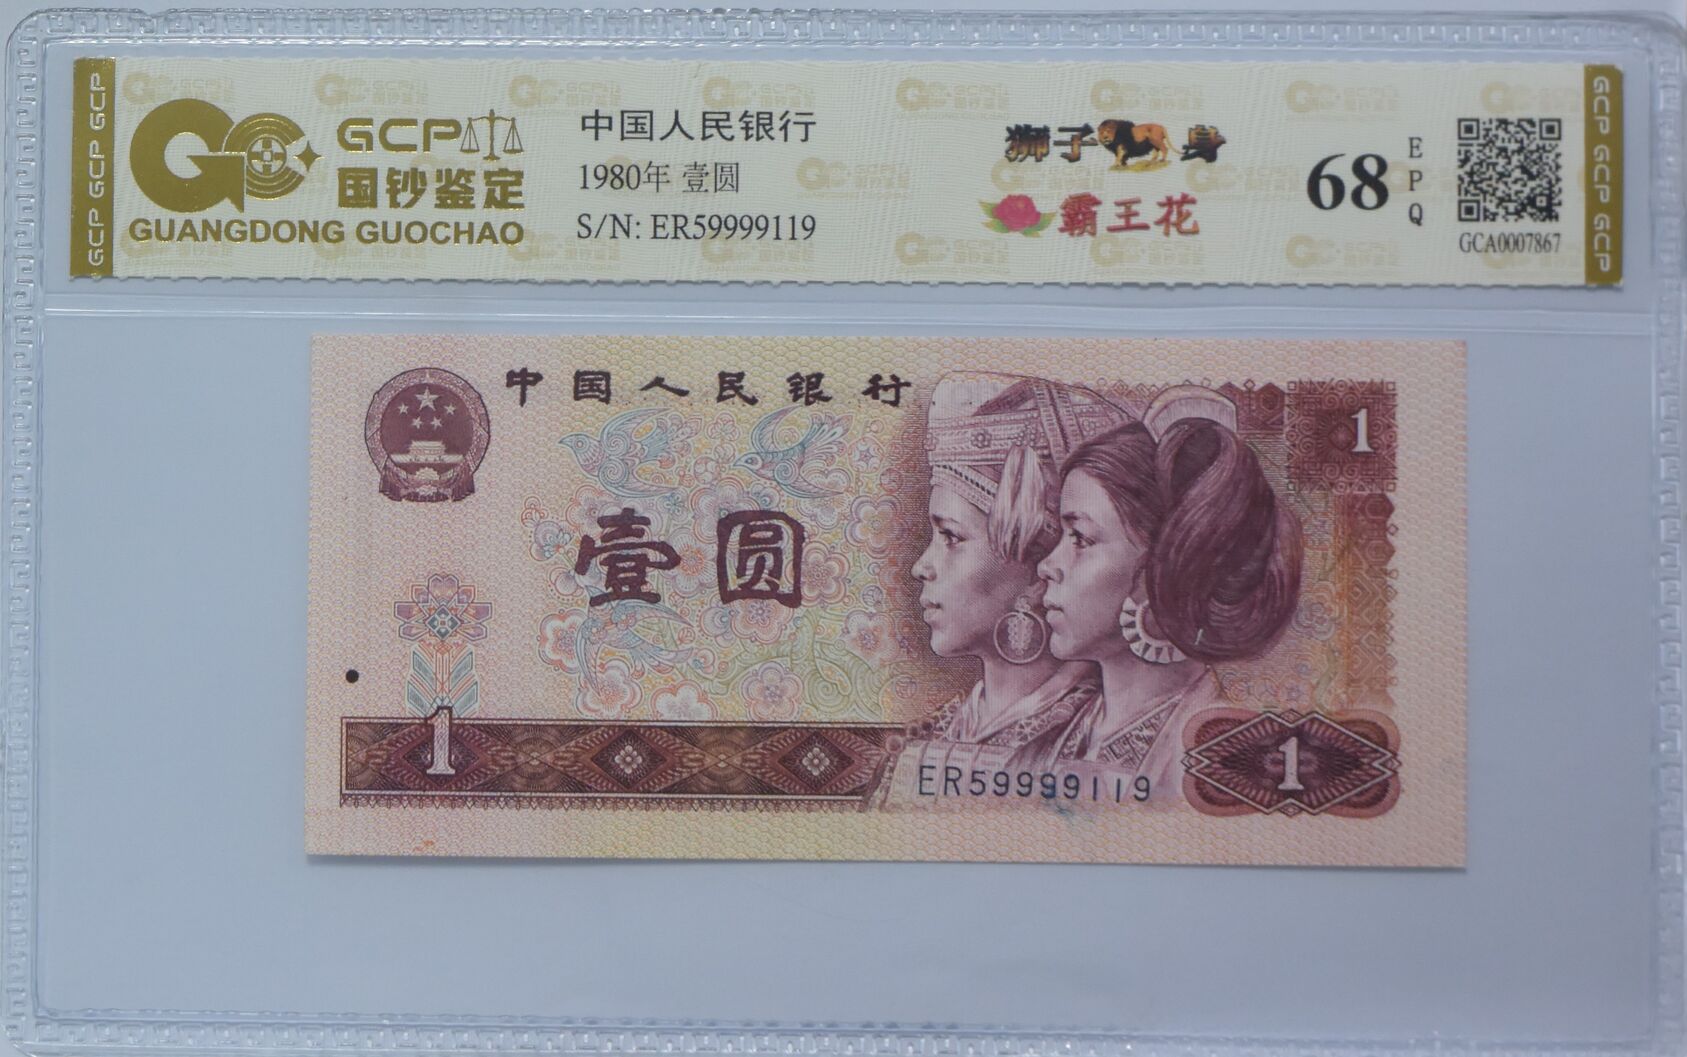 GCP GCP GCP
GCP
国钞鉴定
GUANGDONG GUOCHAO
中国人民银行
1980年 壹圆
S/N: ER59999119
狮子 身
霸王花
68
EPQ
GCA0007867
GCP GCP GCP
中国人民银行
1
壹圆
1
ER59999119
1